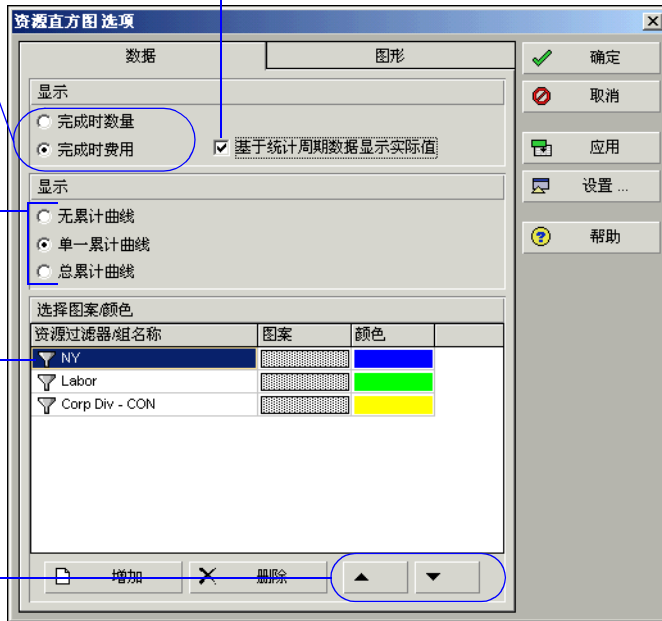 资源直方图 选项
数据
图形
显示
完成时数量
完成时费用
基于统计周期数据显示实际值
显示
无累计曲线
单一累计曲线
总累计曲线
选择图案/颜色
资源过滤器/组名称 图案 颜色
NY
Labor
Corp Div - CON
增加
删除
确定
取消
应用
设置 ...
帮助